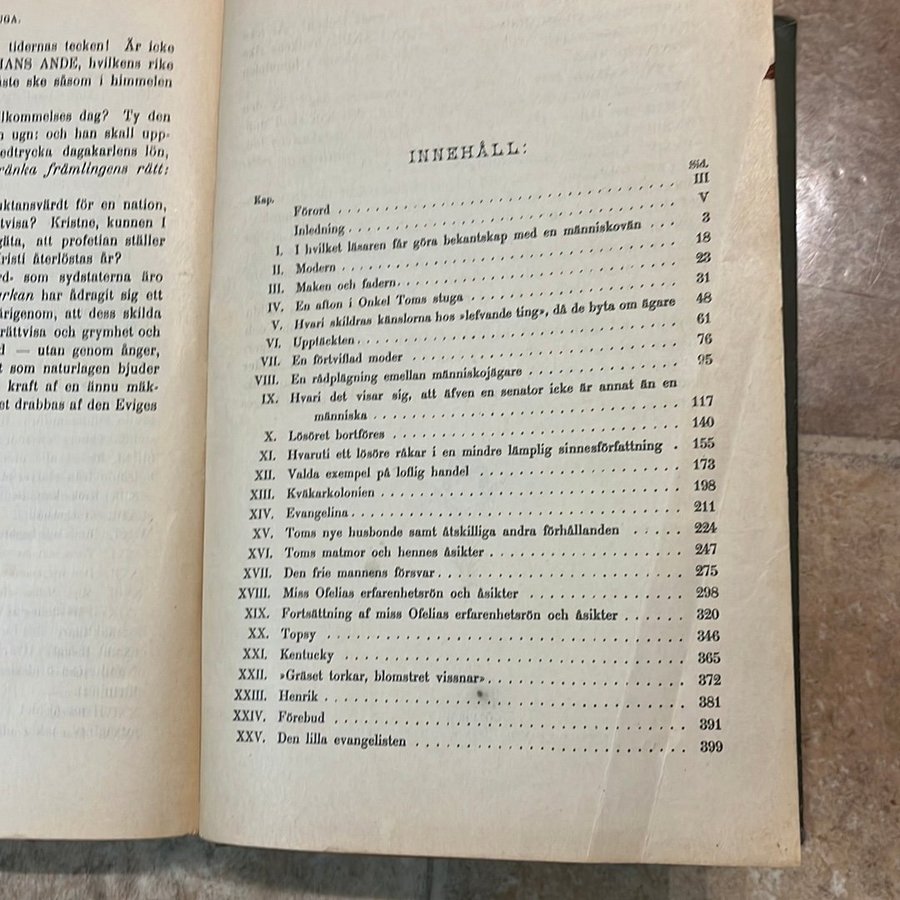 UGA.
tidernas tecken! Är icke
HANS ANDE, hvilkens rike
ske såsom i himmelen
dag? Ty den
ugn; och han skall upp-
dagakarlens lön,
främlingens rätt:
för en nation,
Kristne, kunnen I
att profetian ställer
återlöstas år?
som sydstaterna äro
har ådragit sig ett
att dess skilda
och grymhet och
— utan genom ånger,
som naturlagen bjuder
kraft af en ännu mäk-
drabbas af den Eviges
INNEHÅLL:
Kap. Sid.
Förord III
Inledning V
I. I hvilket läsaren får göra bekantskap med en människovän 3
II. Modern 18
III. Maken och fadern 23
IV. En afton i Onkel Toms stuga 31
V. Hvari skildras känslorna hos »lefvande ting», då de byta om ägare 48
VI. Upptäckten 61
VII. En förtviflad moder 76
VIII. En rådplägning emellan människojägare 95
IX. Hvari det visar sig, att äfven en senator icke är annat än en
människa 117
X. Lösöret bortföres 140
XI. Hvaruti ett lösöre råkar i en mindre lämplig sinnesförfattning 155
XII. Valda exempel på loflig handel 173
XIII. Kväkarkolonien 198
XIV. Evangelina 211
XV. Toms nye husbonde samt åtskilliga andra förhållanden 224
XVI. Toms matmor och hennes åsikter 247
XVII. Den frie mannens försvar 275
XVIII. Miss Ofelias erfarenhetsrön och åsikter 298
XIX. Fortsättning af miss Ofelias erfarenhetsrön och åsikter 320
XX. Topsy 346
XXI. Kentucky 365
XXII. »Gräset torkar, blomstret vissnar» 372
XXIII. Henrik 381
XXIV. Förebud 391
XXV. Den lilla evangelisten 399